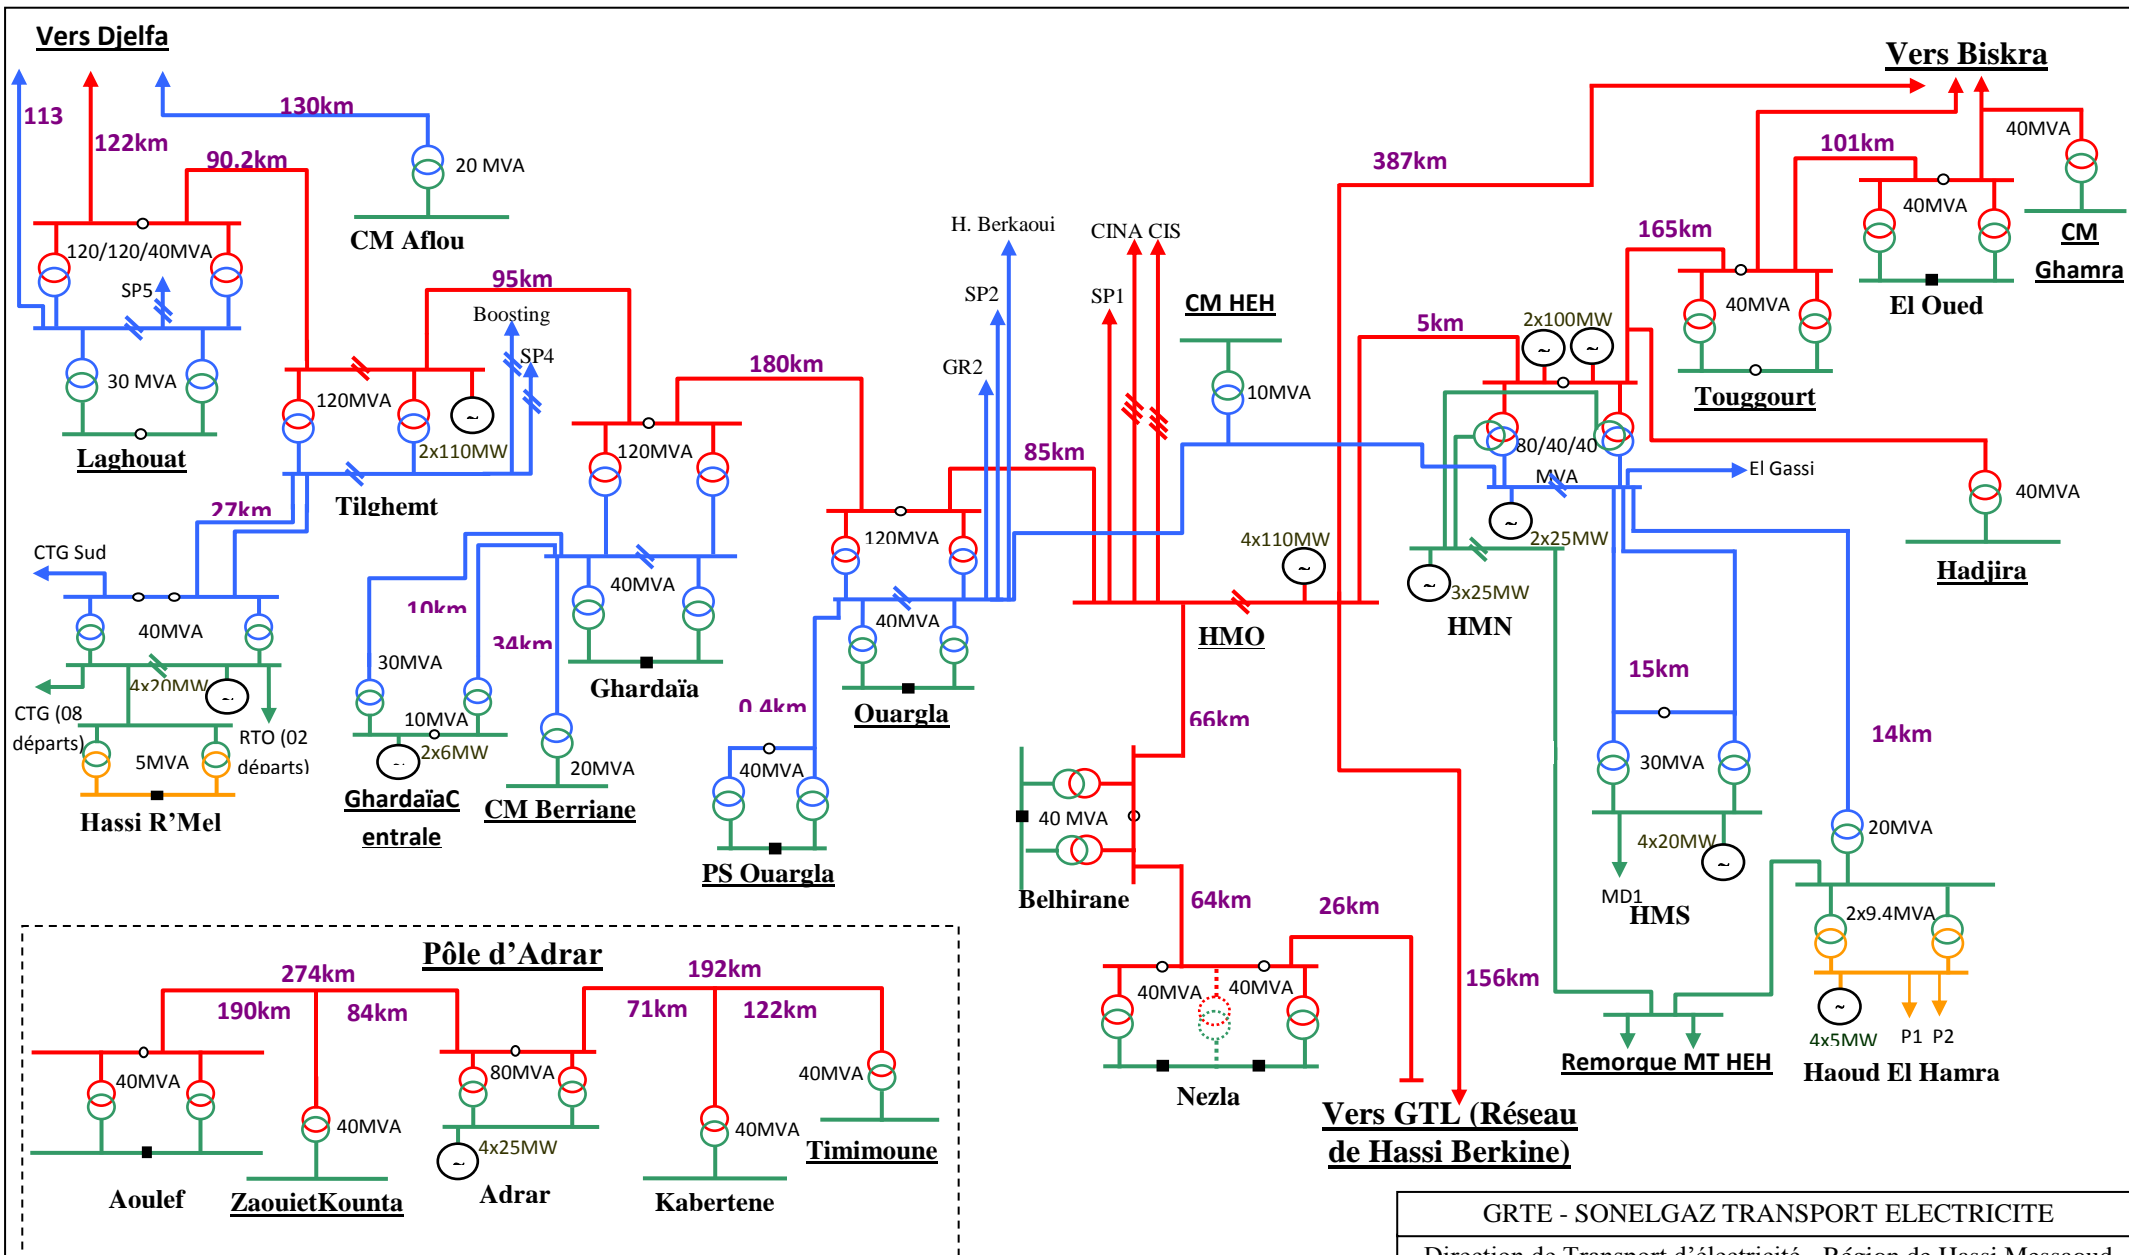 Vers Djelfa
113
122km
130km
90.2km
20 MVA
CM Aflou
120/120/40MVA
SP5
30 MVA
Laghouat
95km
Boosting
SP4
120MVA
2x110MW
Tilghemt
27km
CTG Sud
40MVA
4x20MW
CTG (08
départs)
RTO (02
départs)
5MVA
Hassi R'Mel
180km
120MVA
40MVA
Ghardaïa
10km
34km
30MVA
10MVA
2x6MW
GhardaïaC
entrale
20MVA
CM Berriane
H. Berkaoui
SP2
GR2
85km
120MVA
40MVA
Ouargla
0.4km
40MVA
PS Ouargla
CINA CIS
SP1
CM HEH
10MVA
4x110MW
HMO
387km
5km
Vers Biskra
2x100MW
80/40/40
MVA
2x25MW
3x25MW
HMN
El Gassi
165km
40MVA
Touggourt
101km
40MVA
El Oued
40MVA
CM
Ghamra
40MVA
Hadjira
15km
30MVA
4x20MW
MD1
HMS
14km
20MVA
2x9.4MVA
4x5MW
P1 P2
Haoud El Hamra
Remorque MT HEH
66km
40 MVA
Belhirane
64km
26km
156km
40MVA
40MVA
Nezla
Vers GTL (Réseau
de Hassi Berkine)
Pôle d'Adrar
274km
190km
84km
192km
71km
122km
40MVA
Aoulef
40MVA
ZaouietKounta
80MVA
4x25MW
Adrar
40MVA
Kabertene
40MVA
Timimoune
GRTE - SONELGAZ TRANSPORT ELECTRICITE
Direction de Transport d'électricité - Région de Hassi Messaoud